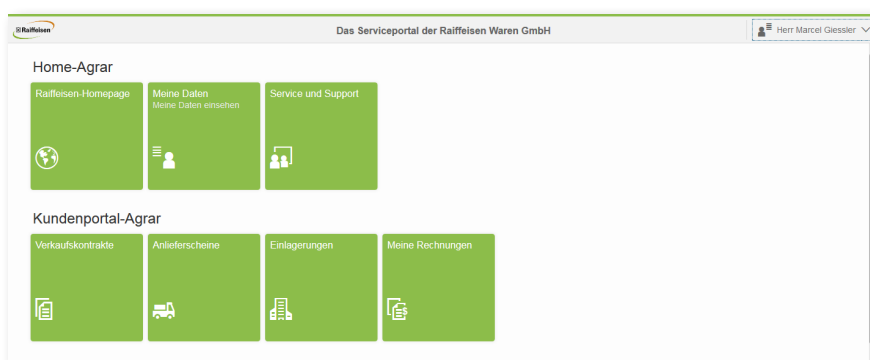 Raiffeisen
Das Serviceportal der Raiffeisen Waren GmbH
Herr Marcel Giessler
Home-Agrar
Raiffeisen-Homepage
Meine Daten
Meine Daten einsehen
Service und Support
Kundenportal-Agrar
Verkaufskontrakte
Anlieferscheine
Einlagerungen
Meine Rechnungen